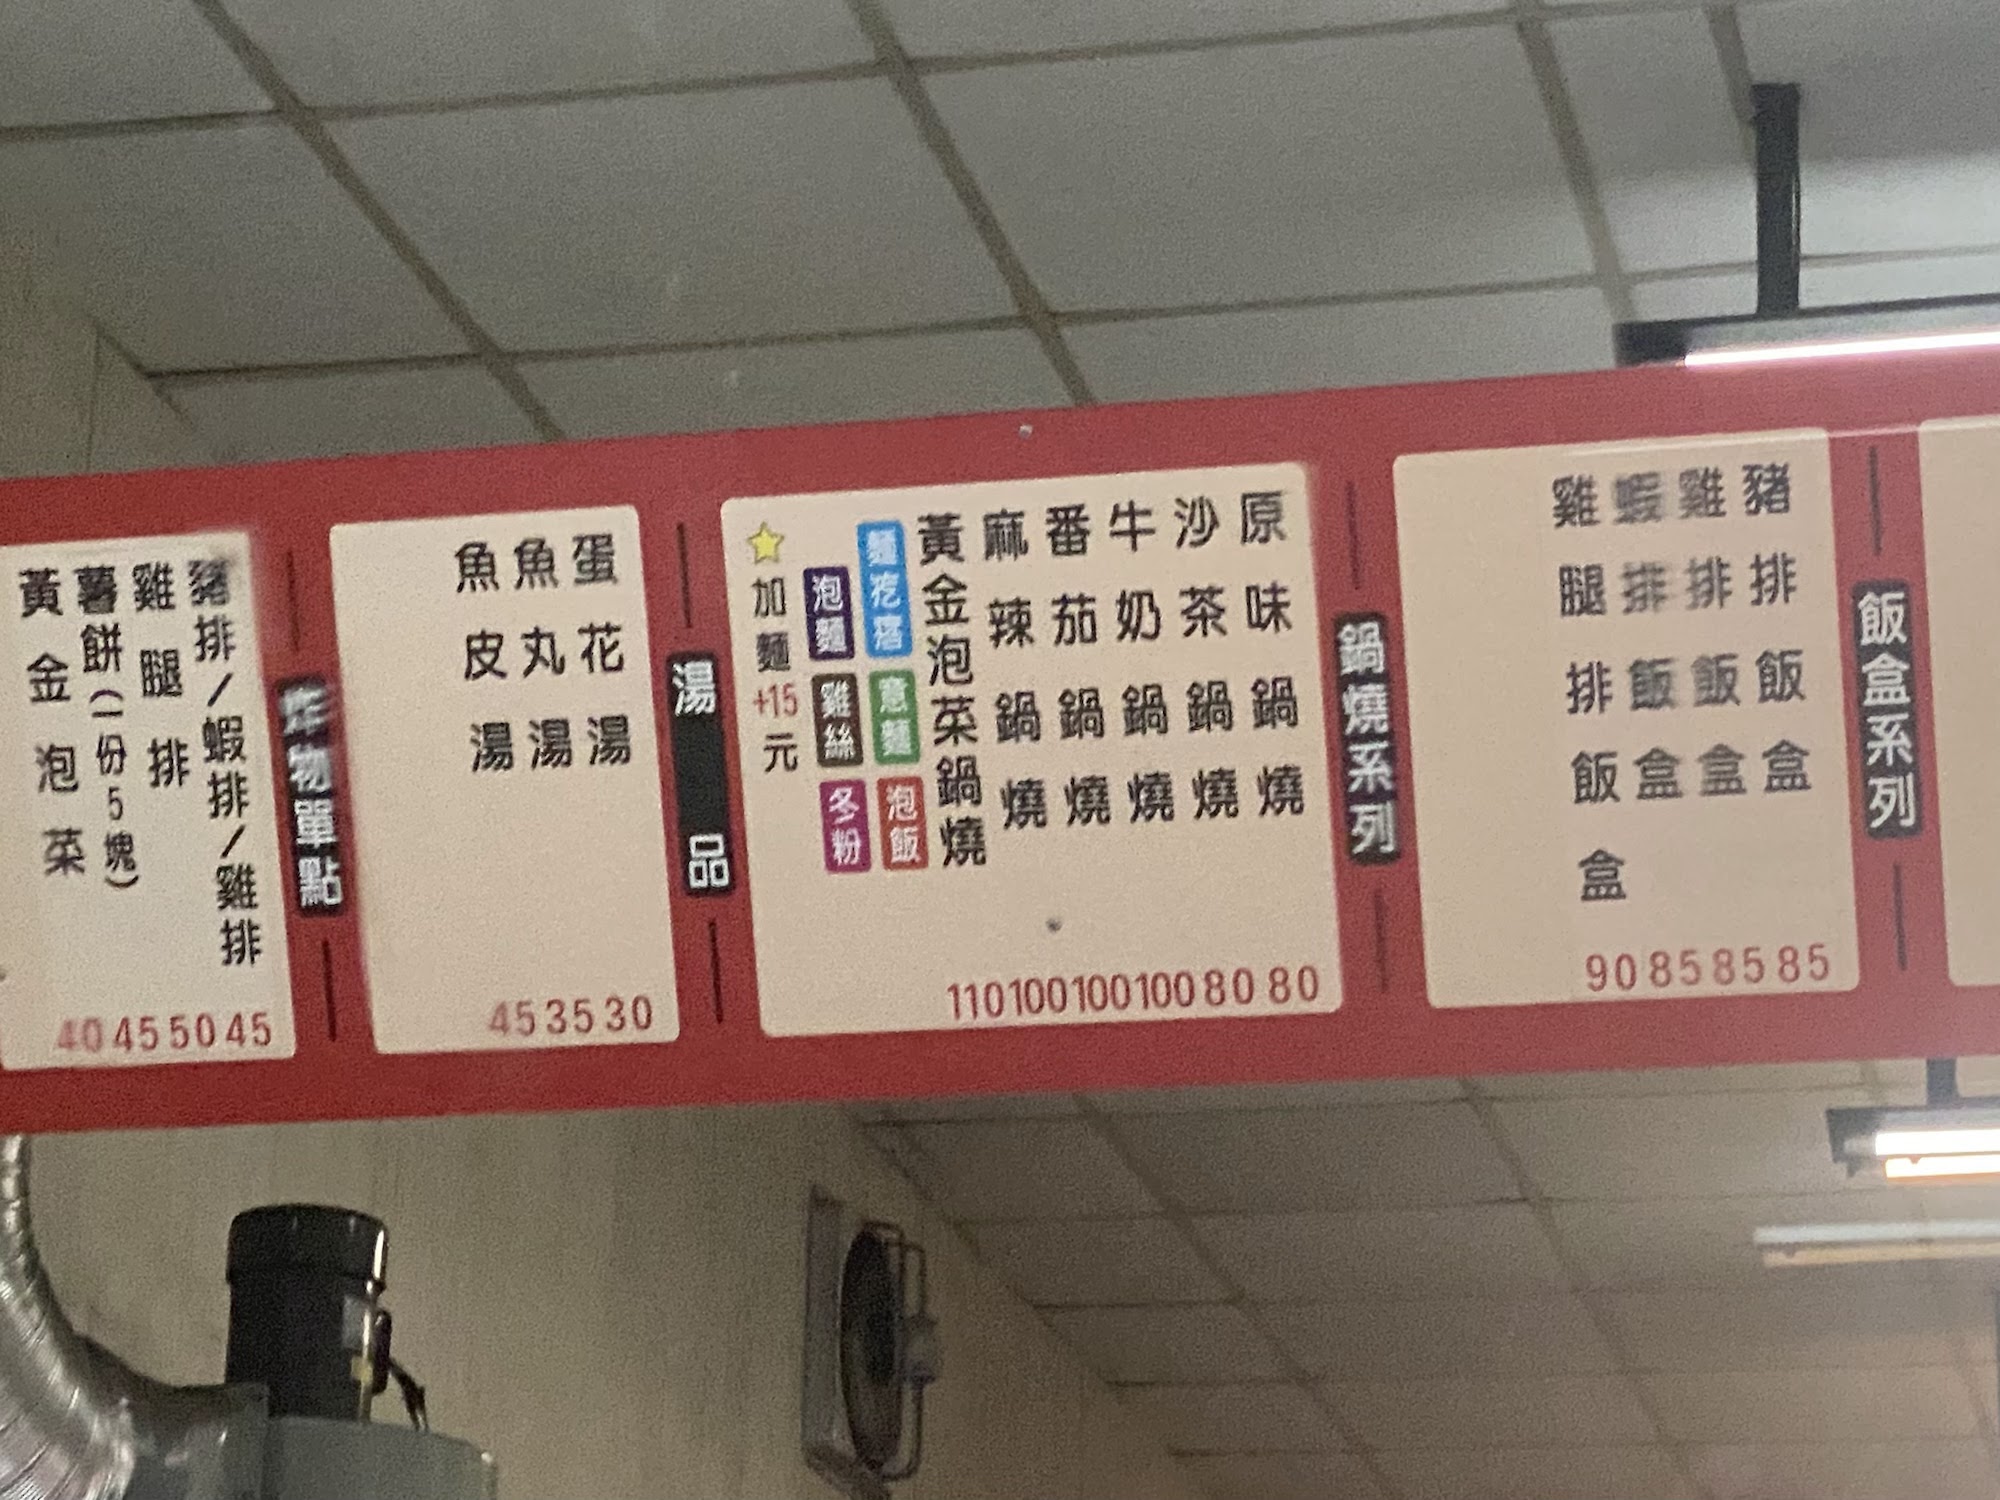 飯盒系列
豬排飯盒 85
雞排飯盒 85
蝦排飯盒 85
雞腿排飯盒 90
鍋燒系列
原味鍋燒 80
沙茶鍋燒 80
牛奶鍋燒 100
番茄鍋燒 100
麻辣鍋燒 100
黃金泡菜鍋燒 110
麵疙瘩 意麵 泡飯
泡麵 雞絲 冬粉
加麵+15元
湯品
蛋花湯 30
魚丸湯 35
魚皮湯 45
炸物單點
豬排/蝦排/雞排 45
雞腿排 50
薯餅(一份5塊) 45
黃金泡菜 40